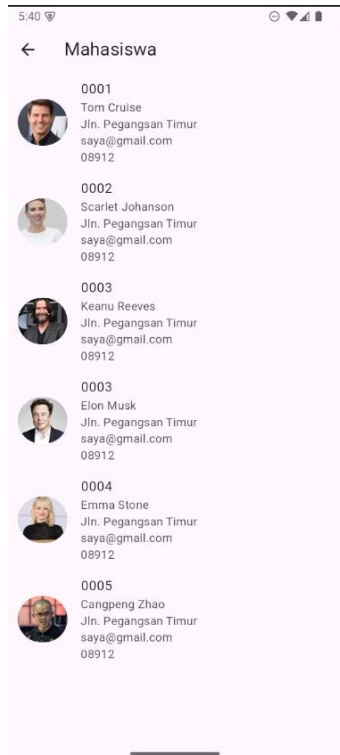 5:40
Mahasiswa
0001
Tom Cruise
Jln. Pegangsan Timur
saya@gmail.com
08912
0002
Scarlet Johanson
Jln. Pegangsan Timur
saya@gmail.com
08912
0003
Keanu Reeves
Jln. Pegangsan Timur
saya@gmail.com
08912
0003
Elon Musk
Jln. Pegangsan Timur
saya@gmail.com
08912
0004
Emma Stone
Jln. Pegangsan Timur
saya@gmail.com
08912
0005
Cangpeng Zhao
Jln. Pegangsan Timur
saya@gmail.com
08912